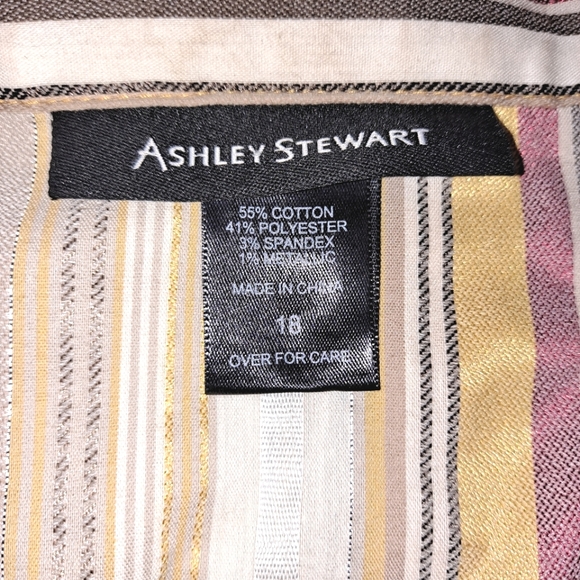 ASHLEY STEWART
55% COTTON
41% POLYESTER
3% SPANDEX
1% METALLIC
MADE IN CHINA
18
OVER FOR CARE